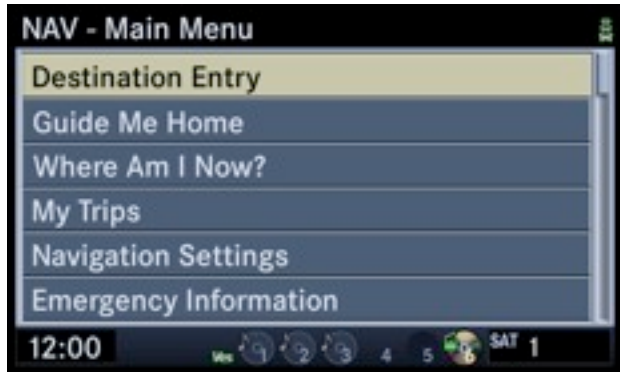 NAV - Main Menu
Destination Entry
Guide Me Home
Where Am I Now?
My Trips
Navigation Settings
Emergency Information
12:00 Ves 1 2 3 4 5 6 SAT 1